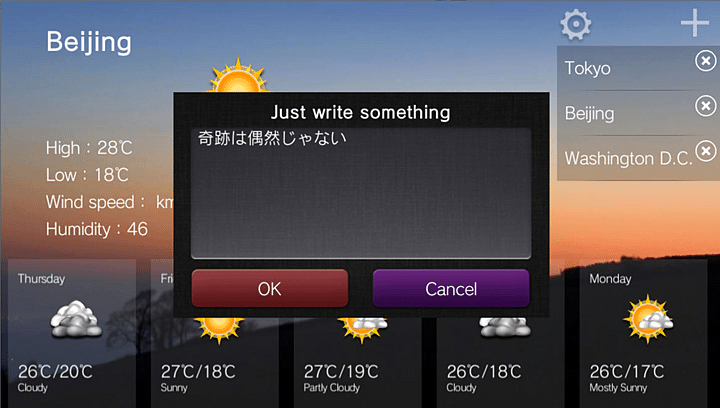 Beijing
Tokyo
Beijing
Washington D.C.
Just write something
奇跡は偶然じゃない
High : 28℃
Low : 18℃
Wind speed : km
Humidity : 46
OK
Cancel
Thursday
Monday
26℃/20℃
Cloudy
27℃/18℃
Sunny
27℃/19℃
Partly Cloudy
26℃/18℃
Cloudy
26℃/17℃
Mostly Sunny